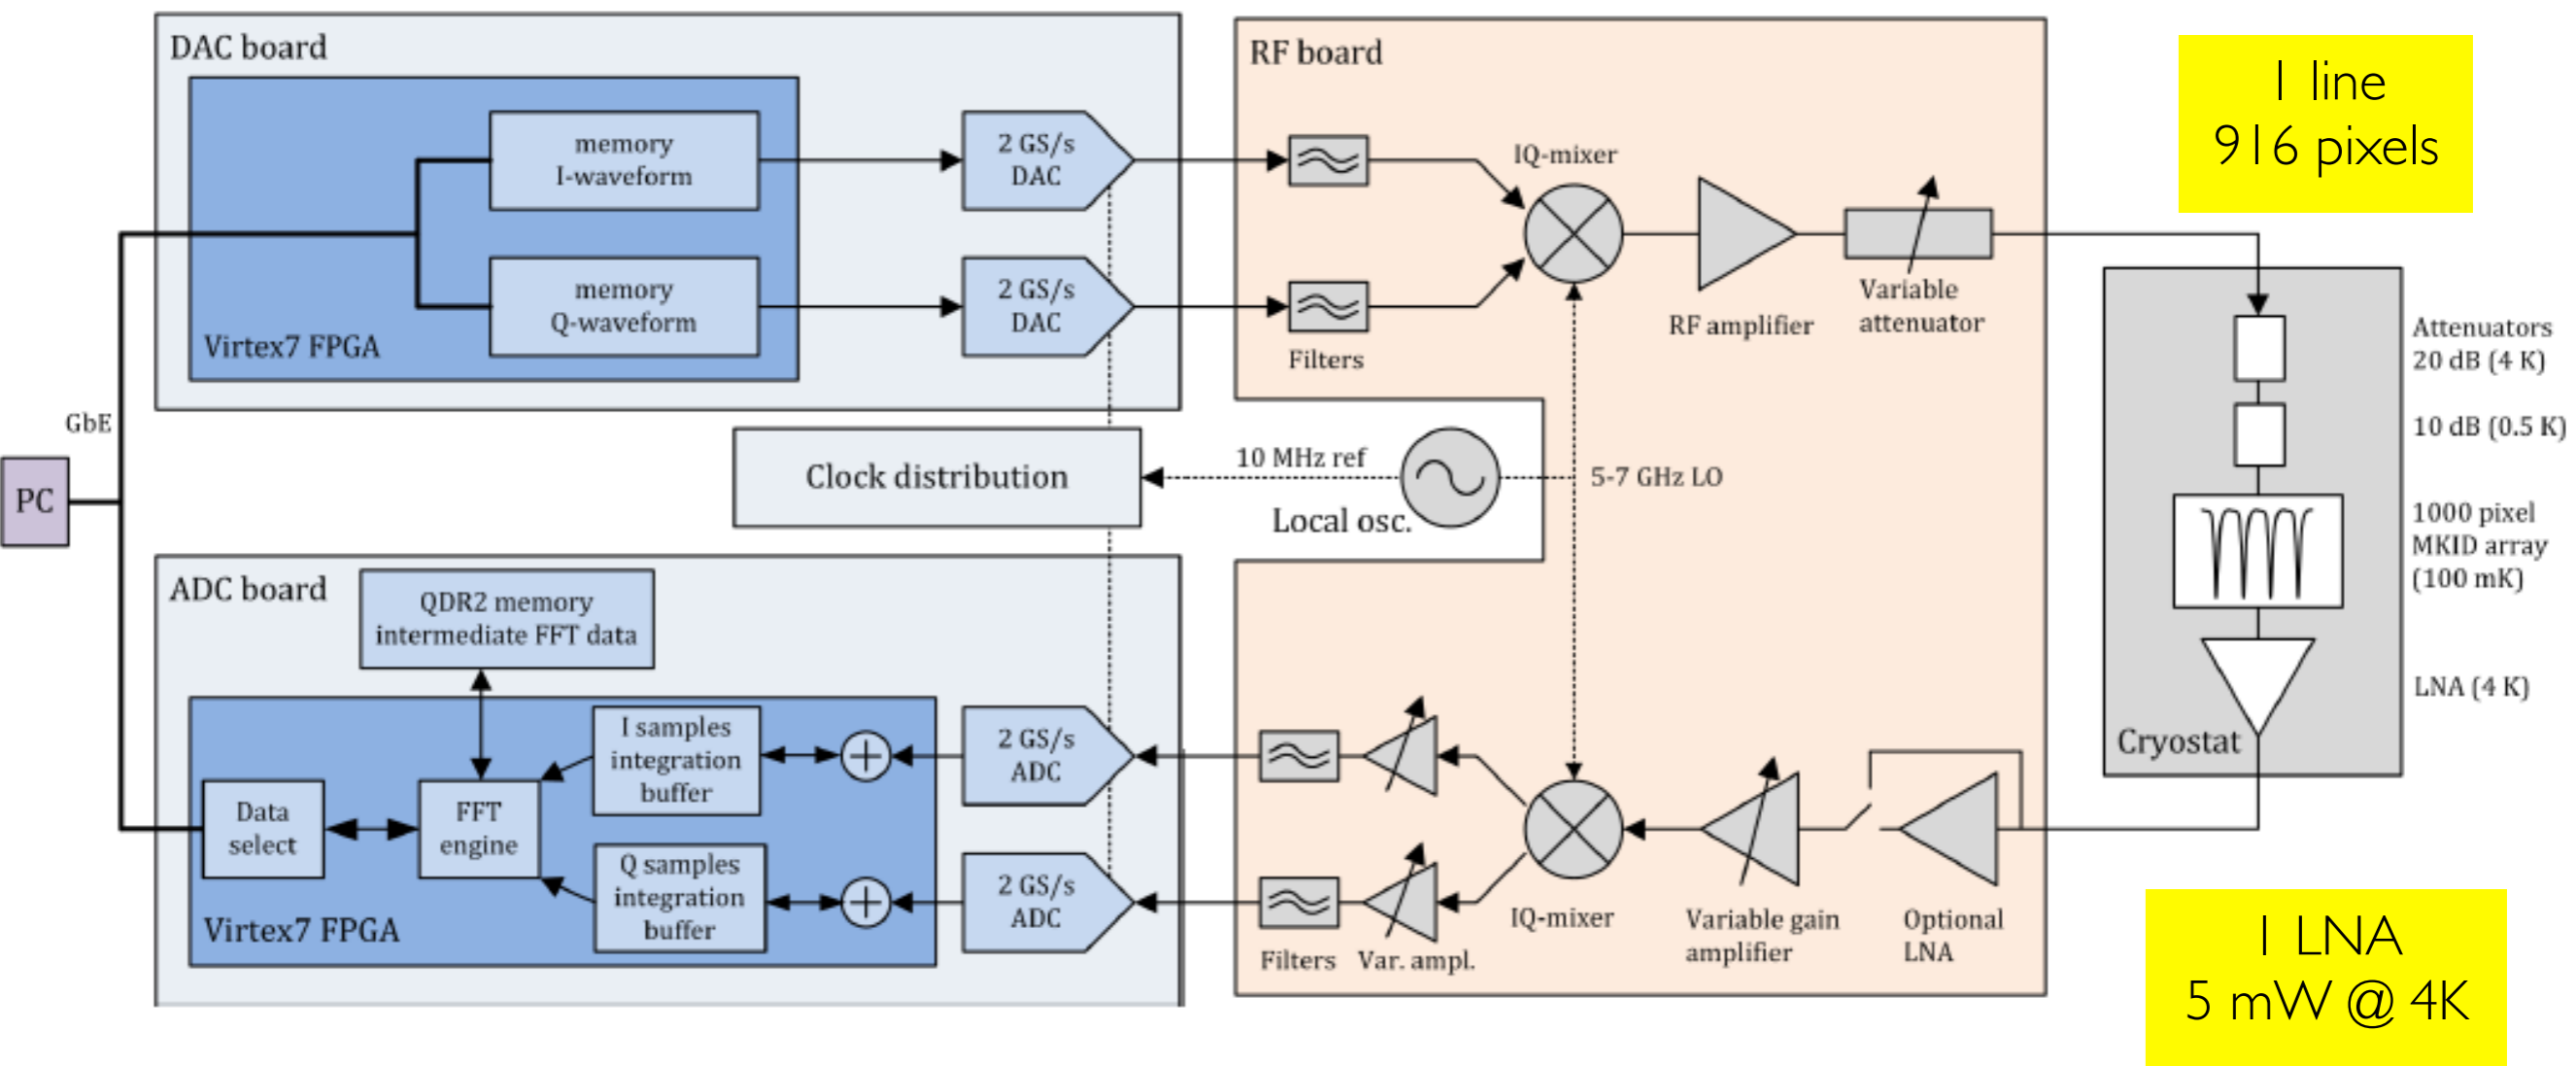 DAC board
memory
I-waveform
memory
Q-waveform
Virtex7 FPGA
2 GS/s
DAC
2 GS/s
DAC
RF board
Filters
IQ-mixer
RF amplifier
Variable
attenuator
1 line
916 pixels
Attenuators
20 dB (4 K)
10 dB (0.5 K)
1000 pixel
MKID array
(100 mK)
LNA (4 K)
Cryostat
GbE
PC
Clock distribution
10 MHz ref
Local osc.
5-7 GHz LO
ADC board
QDR2 memory
intermediate FFT data
I samples
integration
buffer
Data
select
FFT
engine
Q samples
integration
buffer
Virtex7 FPGA
2 GS/s
ADC
2 GS/s
ADC
Filters
Var. ampl.
IQ-mixer
Variable gain
amplifier
Optional
LNA
1 LNA
5 mW @ 4K